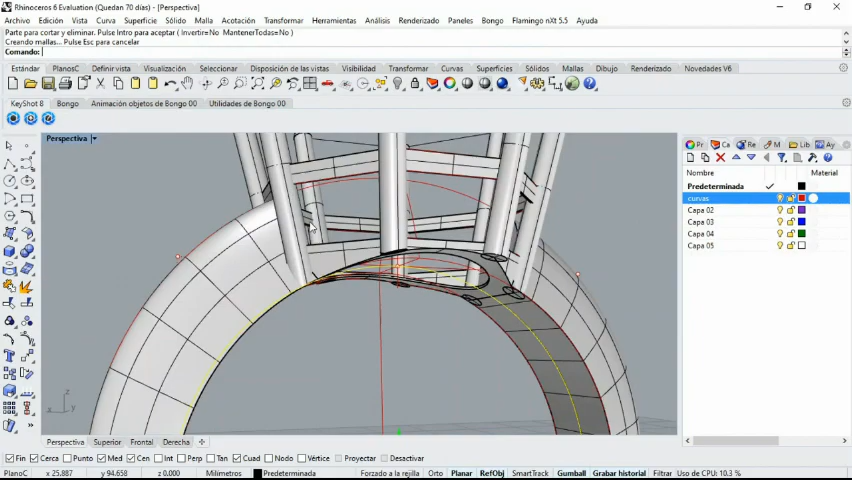 Rhinoceros 6 Evaluation (Quedan 70 días) - [Perspectiva]
Archivo Edición Vista Curva Superficie Sólido Malla Acotación Transformar Herramientas Análisis Renderizado Paneles Bongo Flamingo nXt 5.5 Ayuda
Parte para cortar y eliminar. Pulse Intro para aceptar ( Invertir=No MantenerTodas=No )
Creando mallas... Pulse Esc para cancelar
Comando:
Estándar PlanosC Definir vista Visualización Seleccionar Disposición de las vistas Visibilidad Transformar Curvas Superficies Sólidos Mallas Dibujo Renderizado Novedades V6
KeyShot 8 Bongo Animación objetos de Bongo 00 Utilidades de Bongo 00
Perspectiva
Pr Ca Re M Lib Ay
Nombre Material
Predeterminada
curvas
Capa 02
Capa 03
Capa 04
Capa 05
z
y
Perspectiva Superior Frontal Derecha
Fin Cerca Punto Med Cen Int Perp Tan Cuad Nodo Vértice Proyectar Desactivar
PlanoC x 25.887 y 94.658 z 0.000 Milímetros Predeterminada Forzado a la rejilla Orto Planar RefObj SmartTrack Gumball Grabar historial Filtrar Uso de CPU: 10.3 %